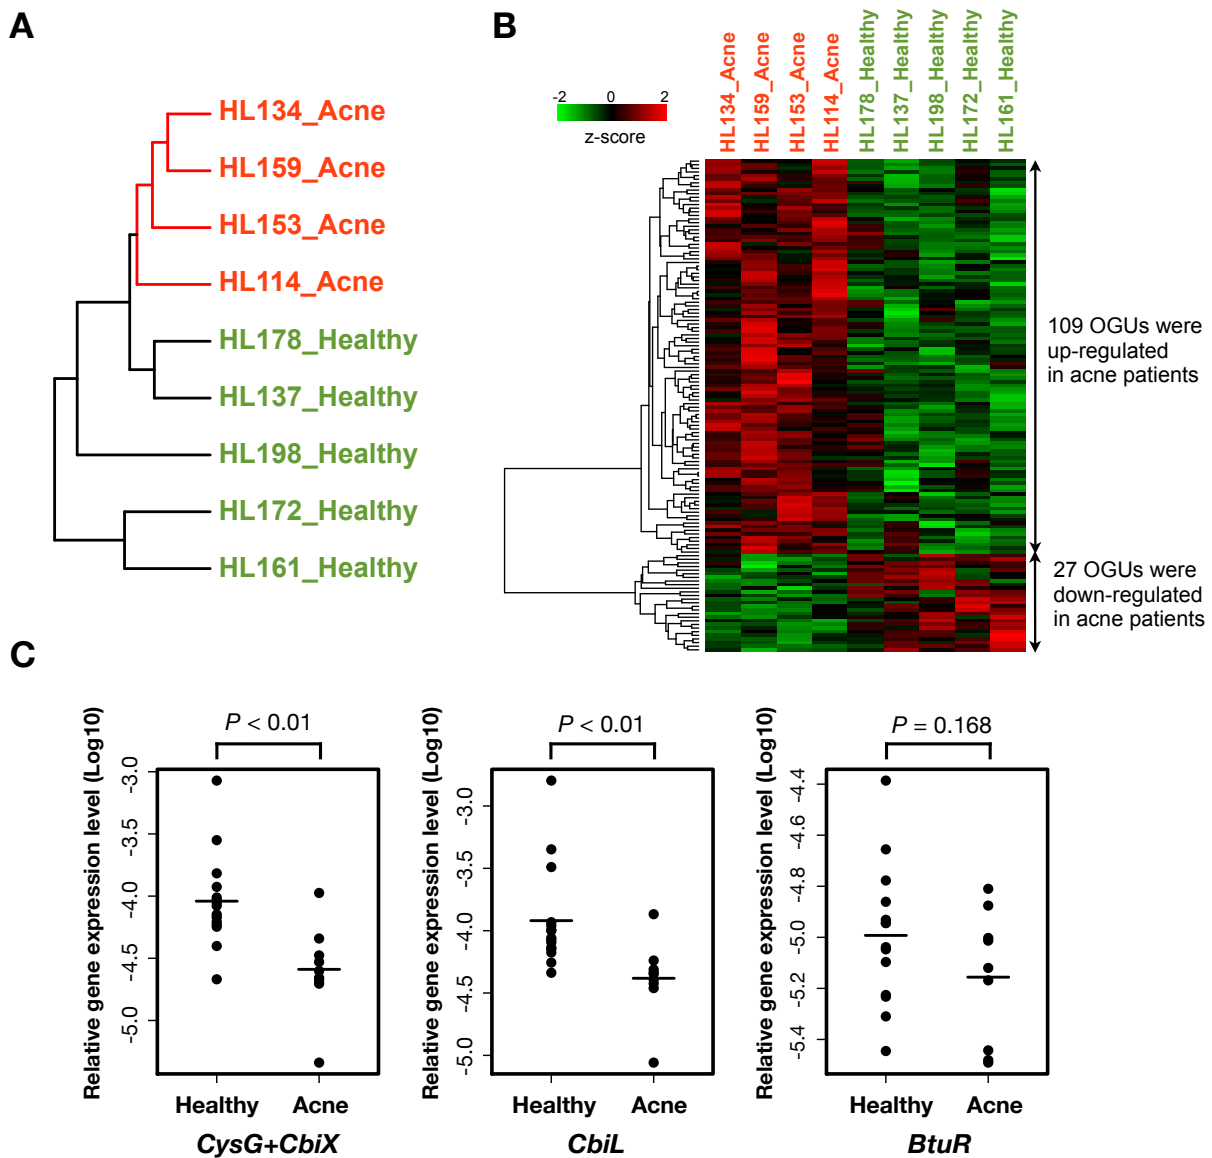 A
HL134_Acne
HL159_Acne
HL153_Acne
HL114_Acne
HL178_Healthy
HL137_Healthy
HL198_Healthy
HL172_Healthy
HL161_Healthy
B
-2 0 2
z-score
HL134_Acne
HL159_Acne
HL153_Acne
HL114_Acne
HL178_Healthy
HL137_Healthy
HL198_Healthy
HL172_Healthy
HL161_Healthy
109 OGUs were
up-regulated
in acne patients
27 OGUs were
down-regulated
in acne patients
C
Relative gene expression level (Log10)
P < 0.01
-3.0
-3.5
-4.0
-4.5
-5.0
Healthy Acne
CysG+CbiX
Relative gene expression level (Log10)
P < 0.01
-3.0
-3.5
-4.0
-4.5
-5.0
Healthy Acne
CbiL
Relative gene expression level (Log10)
P = 0.168
-4.4
-4.6
-4.8
-5.0
-5.2
-5.4
Healthy Acne
BtuR